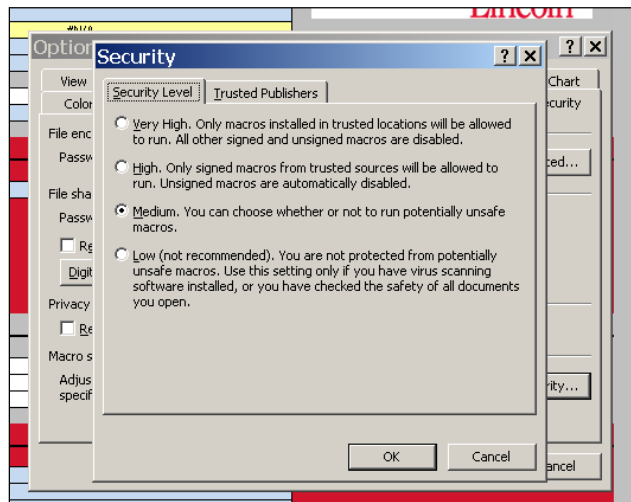 Lincoln
#N/A
Option
Security
View
Chart
Security Level
Trusted Publishers
Color
curity
Very High. Only macros installed in trusted locations will be allowed
to run. All other signed and unsigned macros are disabled.
File enc
Passw
ced...
High. Only signed macros from trusted sources will be allowed to
run. Unsigned macros are automatically disabled.
File sha
Passw
Medium. You can choose whether or not to run potentially unsafe
macros.
Re
Low (not recommended). You are not protected from potentially
unsafe macros. Use this setting only if you have virus scanning
software installed, or you have checked the safety of all documents
you open.
Digit
Privacy
Re
Macro s
Adjus
specif
rity...
OK
Cancel
ancel